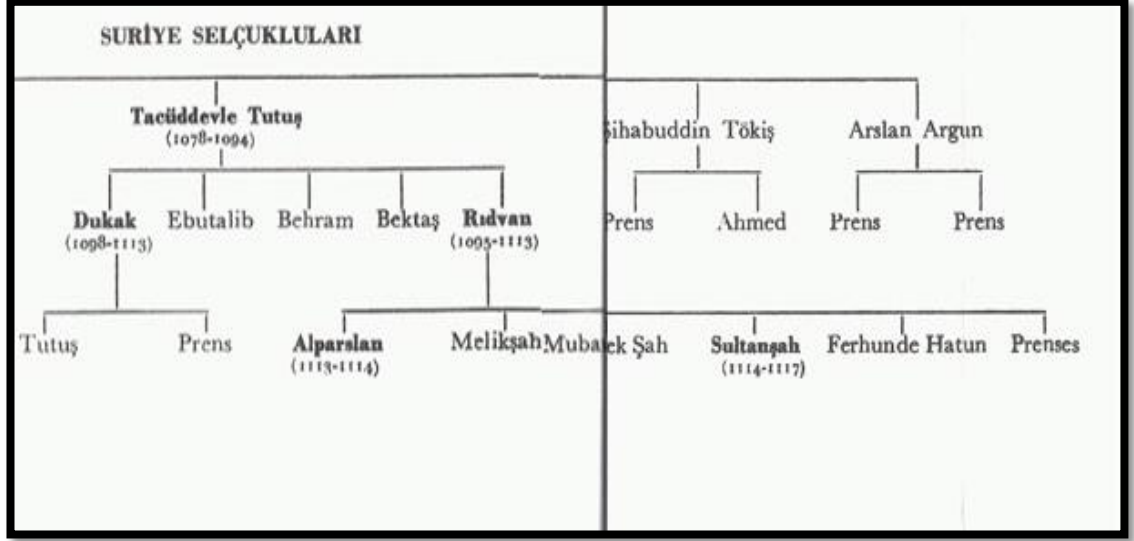 SURİYE SELÇUKLULARI
Tacüddevle Tutuş
(1078-1094)
Şihabuddin Tökiş
Arslan Argun
Dukak
(1098-1113)
Ebutalib
Behram
Bektaş
Rıdvan
(1095-1113)
Prens
Ahmed
Prens
Prens
Tutuş
Prens
Alparslan
(1113-1114)
Melikşah
Mubarek Şah
Sultanşah
(1114-1117)
Ferhunde Hatun
Prenses